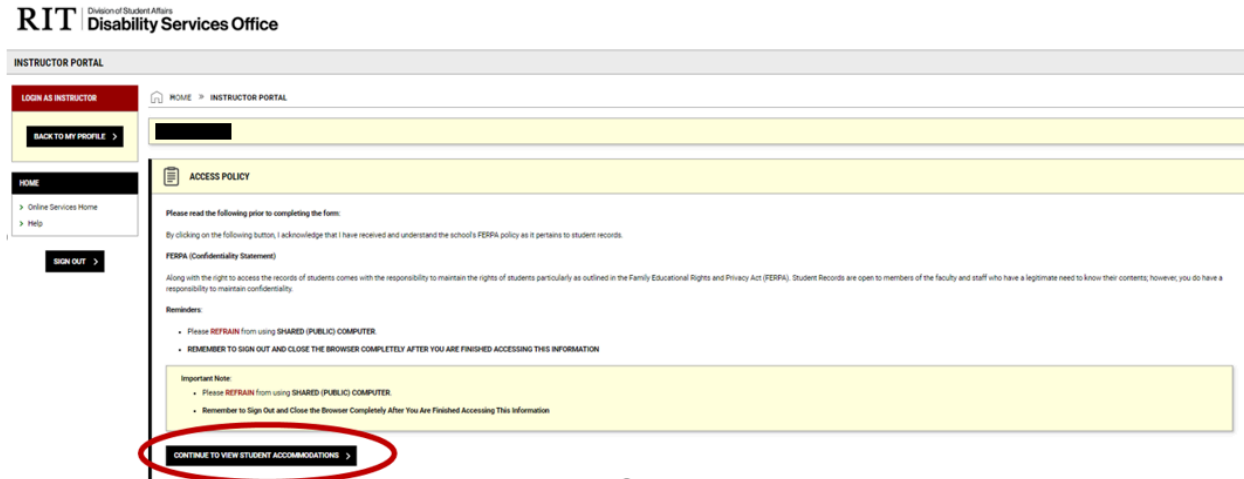 RIT Division of Student Affairs
Disability Services Office
INSTRUCTOR PORTAL
LOGIN AS INSTRUCTOR
BACK TO MY PROFILE >
HOME
> Online Services Home
> Help
SIGN OUT >
HOME » INSTRUCTOR PORTAL
ACCESS POLICY
Please read the following prior to completing the form:
By clicking on the following button, I acknowledge that I have received and understand the school's FERPA policy as it pertains to student records.
FERPA (Confidentiality Statement)
Along with the right to access the records of students comes with the responsibility to maintain the rights of students particularly as outlined in the Family Educational Rights and Privacy Act (FERPA). Student Records are open to members of the faculty and staff who have a legitimate need to know their contents; however, you do have a
responsibility to maintain confidentiality.
Reminders:
• Please REFRAIN from using SHARED (PUBLIC) COMPUTER.
• REMEMBER TO SIGN OUT AND CLOSE THE BROWSER COMPLETELY AFTER YOU ARE FINISHED ACCESSING THIS INFORMATION
Important Note:
• Please REFRAIN from using SHARED (PUBLIC) COMPUTER.
• Remember to Sign Out and Close the Browser Completely After You Are Finished Accessing This Information
CONTINUE TO VIEW STUDENT ACCOMMODATIONS >